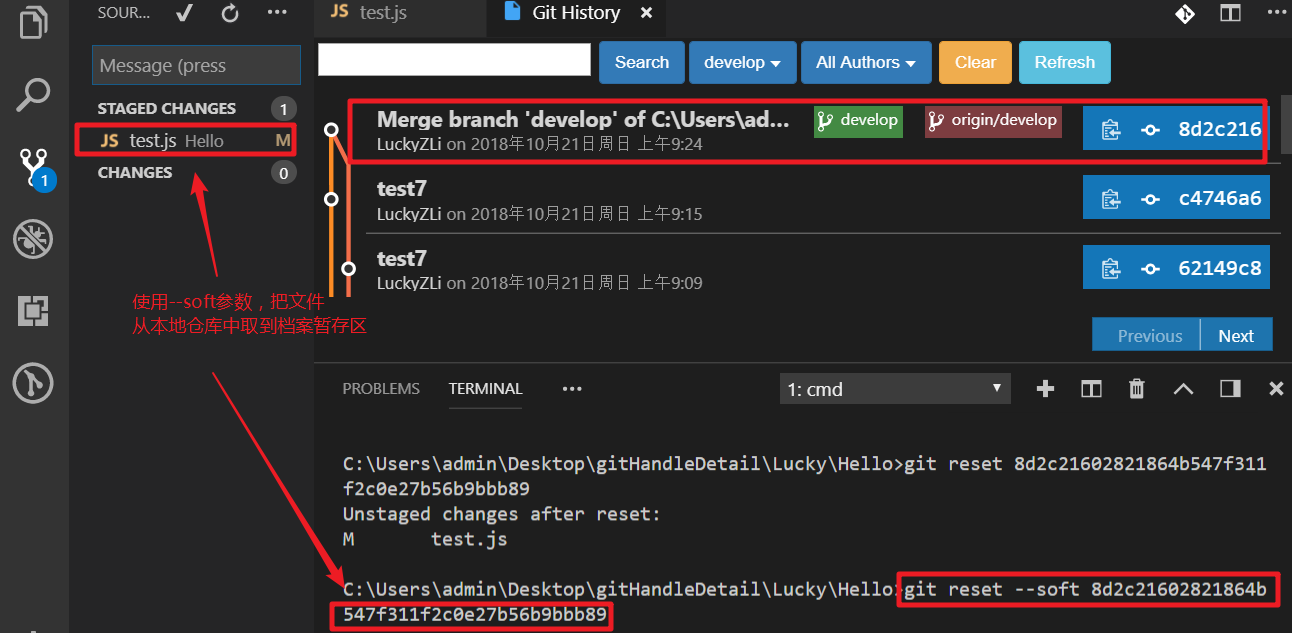 SOUR...
JS test.js
Git History
Message (press
Search
develop
All Authors
Clear
Refresh
STAGED CHANGES 1
JS test.js Hello M
CHANGES 0
1
Merge branch 'develop' of C:\Users\ad...
develop
origin/develop
8d2c216
LuckyZLi on 2018年10月21日周日 上午9:24
test7
c4746a6
LuckyZLi on 2018年10月21日周日 上午9:15
test7
62149c8
LuckyZLi on 2018年10月21日周日 上午9:09
使用--soft参数，把文件
从本地仓库中取到档案暂存区
Previous
Next
PROBLEMS
TERMINAL
1: cmd
C:\Users\admin\Desktop\gitHandleDetail\Lucky\Hello>git reset 8d2c21602821864b547f311
f2c0e27b56b9bbb89
Unstaged changes after reset:
M test.js
C:\Users\admin\Desktop\gitHandleDetail\Lucky\Hello>git reset --soft 8d2c21602821864b
547f311f2c0e27b56b9bbb89